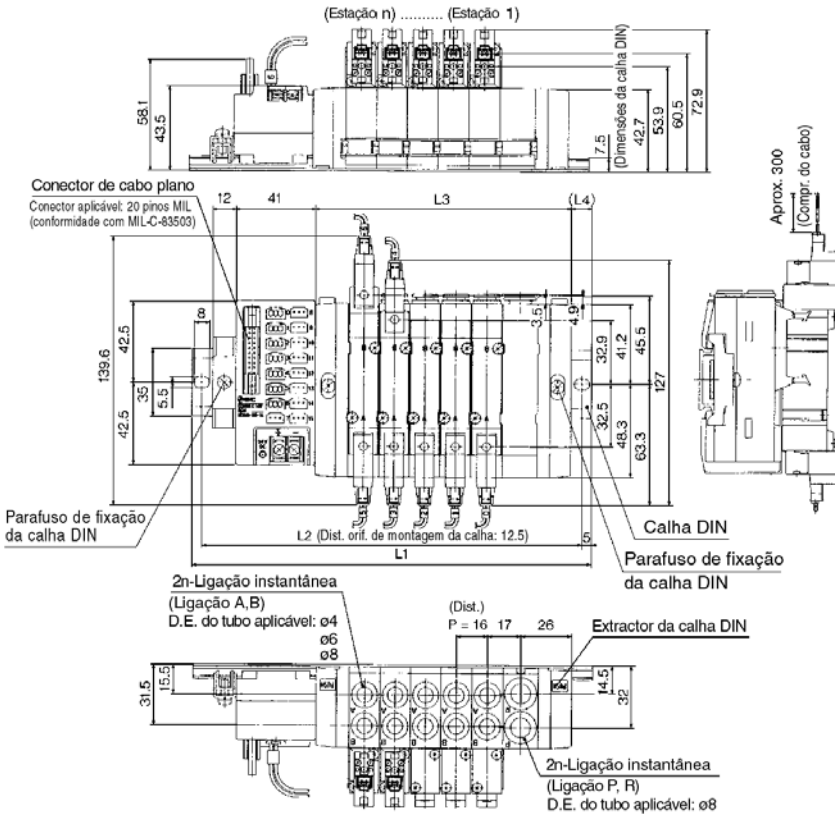 (Estação n) .......... (Estação 1)
58.1
43.5
7.5
(Dimensões da calha DIN)
42.7
53.9
60.5
72.9
Conector de cabo plano
Conector aplicável: 20 pinos MIL
(conformidade com MIL-C-83503)
12
41
L3
(L4)
Aprox. 300
(Compr. do cabo)
139.6
42.5
42.5
35
5.5
8
3.5
4.9
32.9
41.2
45.5
32.5
48.3
63.3
127
Parafuso de fixação
da calha DIN
L2 (Dist. orif. de montagem da calha: 12.5)
5
L1
Calha DIN
Parafuso de fixação
da calha DIN
2n-Ligação instantânea
(Ligação A,B)
D.E. do tubo aplicável: ø4
ø6
ø8
(Dist.)
P = 16
17
26
Extractor da calha DIN
31.5
15.5
14.5
32
2n-Ligação instantânea
(Ligação P, R)
D.E. do tubo aplicável: ø8